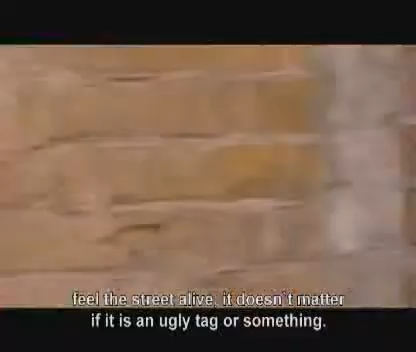 feel the street alive, it doesn't matter
if it is an ugly tag or something.